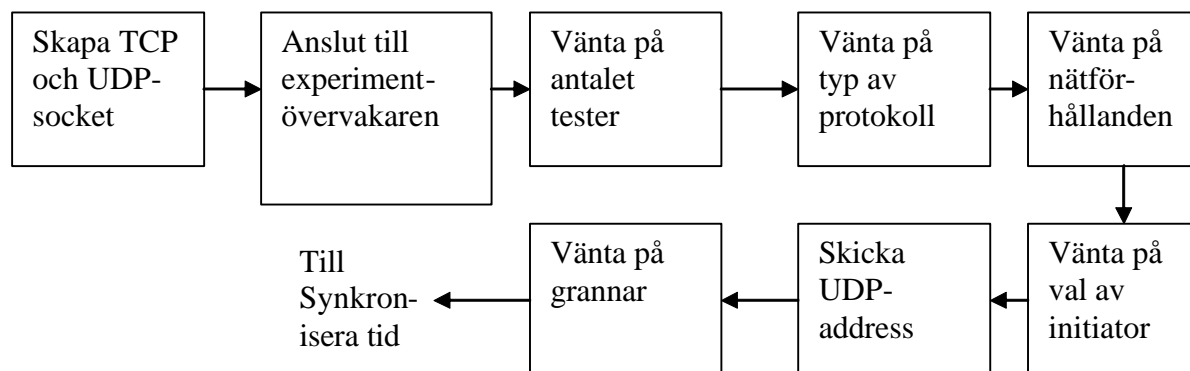 Skapa TCP
och UDP-
socket
Anslut till
experiment-
övervakaren
Vänta på
antalet
tester
Vänta på
typ av
protokoll
Vänta på
nätför-
hållanden
Vänta på
val av
initiator
Skicka
UDP-
address
Vänta på
grannar
Till
Synkron-
isera tid